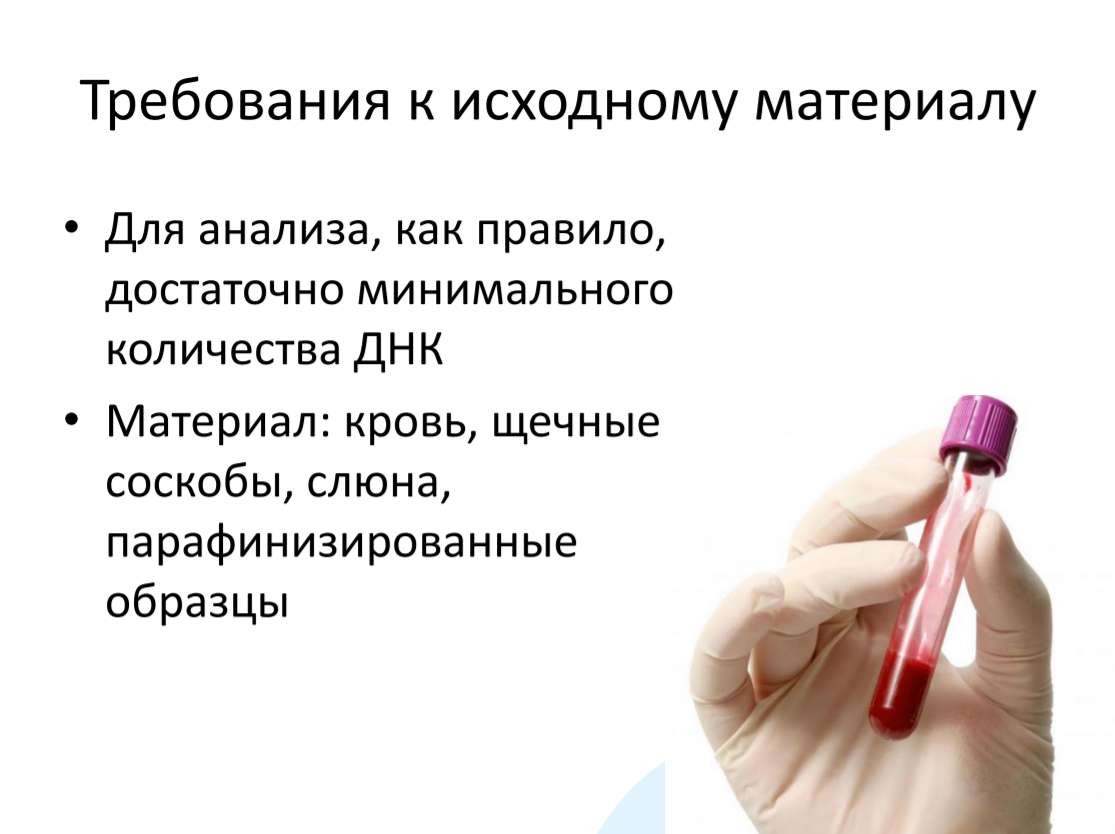 Требования к исходному материалу
• Для анализа, как правило,
достаточно минимального
количества ДНК
• Материал: кровь, щечные
соскобы, слюна,
парафинизированные
образцы